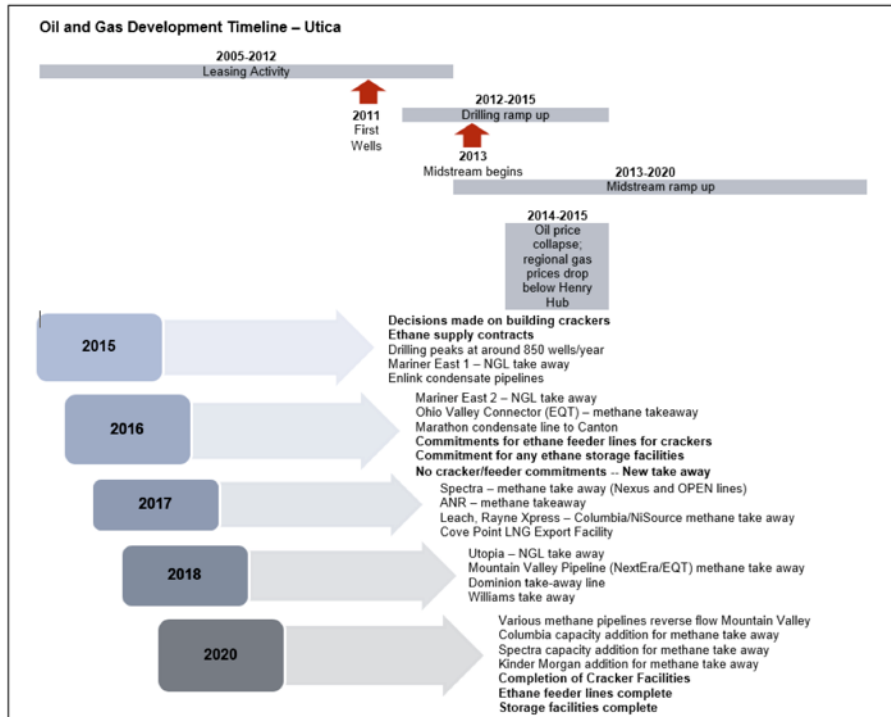 Oil and Gas Development Timeline – Utica
2005-2012
Leasing Activity
2011
First
Wells
2012-2015
Drilling ramp up
2013
Midstream begins
2013-2020
Midstream ramp up
2014-2015
Oil price
collapse;
regional gas
prices drop
below Henry
Hub
2015
Decisions made on building crackers
Ethane supply contracts
Drilling peaks at around 850 wells/year
Mariner East 1 – NGL take away
Enlink condensate pipelines
2016
Mariner East 2 – NGL take away
Ohio Valley Connector (EQT) – methane takeaway
Marathon condensate line to Canton
Commitments for ethane feeder lines for crackers
Commitment for any ethane storage facilities
No cracker/feeder commitments -- New take away
2017
Spectra – methane take away (Nexus and OPEN lines)
ANR – methane takeaway
Leach, Rayne Xpress – Columbia/NiSource methane take away
Cove Point LNG Export Facility
2018
Utopia – NGL take away
Mountain Valley Pipeline (NextEra/EQT) methane take away
Dominion take-away line
Williams take away
2020
Various methane pipelines reverse flow Mountain Valley
Columbia capacity addition for methane take away
Spectra capacity addition for methane take away
Kinder Morgan addition for methane take away
Completion of Cracker Facilities
Ethane feeder lines complete
Storage facilities complete